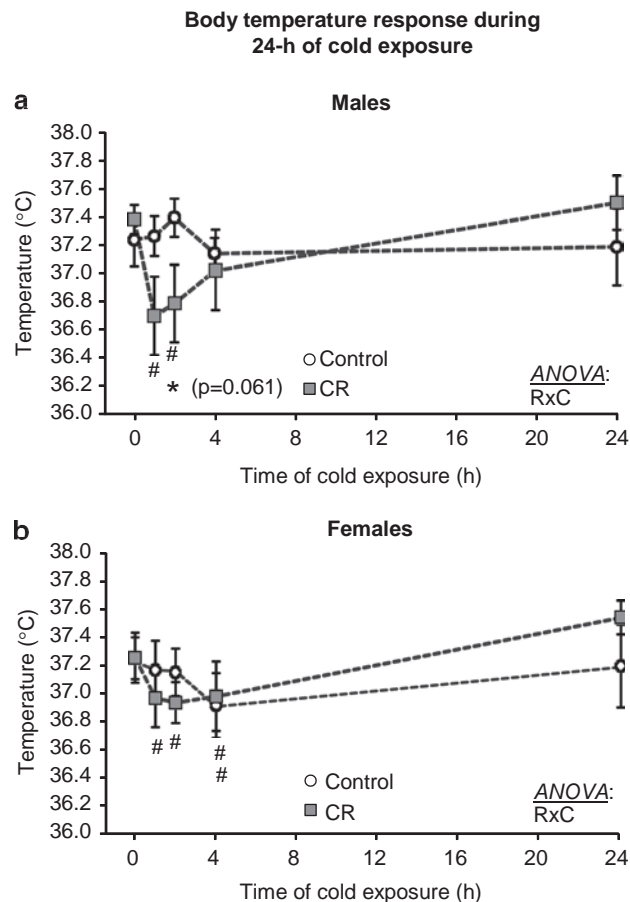 Body temperature response during
24-h of cold exposure
a
Males
38.0
37.8
37.6
37.4
37.2
37.0
36.8
36.6
36.4
36.2
36.0
Temperature (°C)
# #
* (p=0.061)
Control
CR
ANOVA:
RxC
0 4 8 12 16 20 24
Time of cold exposure (h)
b
Females
38.0
37.8
37.6
37.4
37.2
37.0
36.8
36.6
36.4
36.2
36.0
Temperature (°C)
# # #
#
Control
CR
ANOVA:
RxC
0 4 8 12 16 20 24
Time of cold exposure (h)